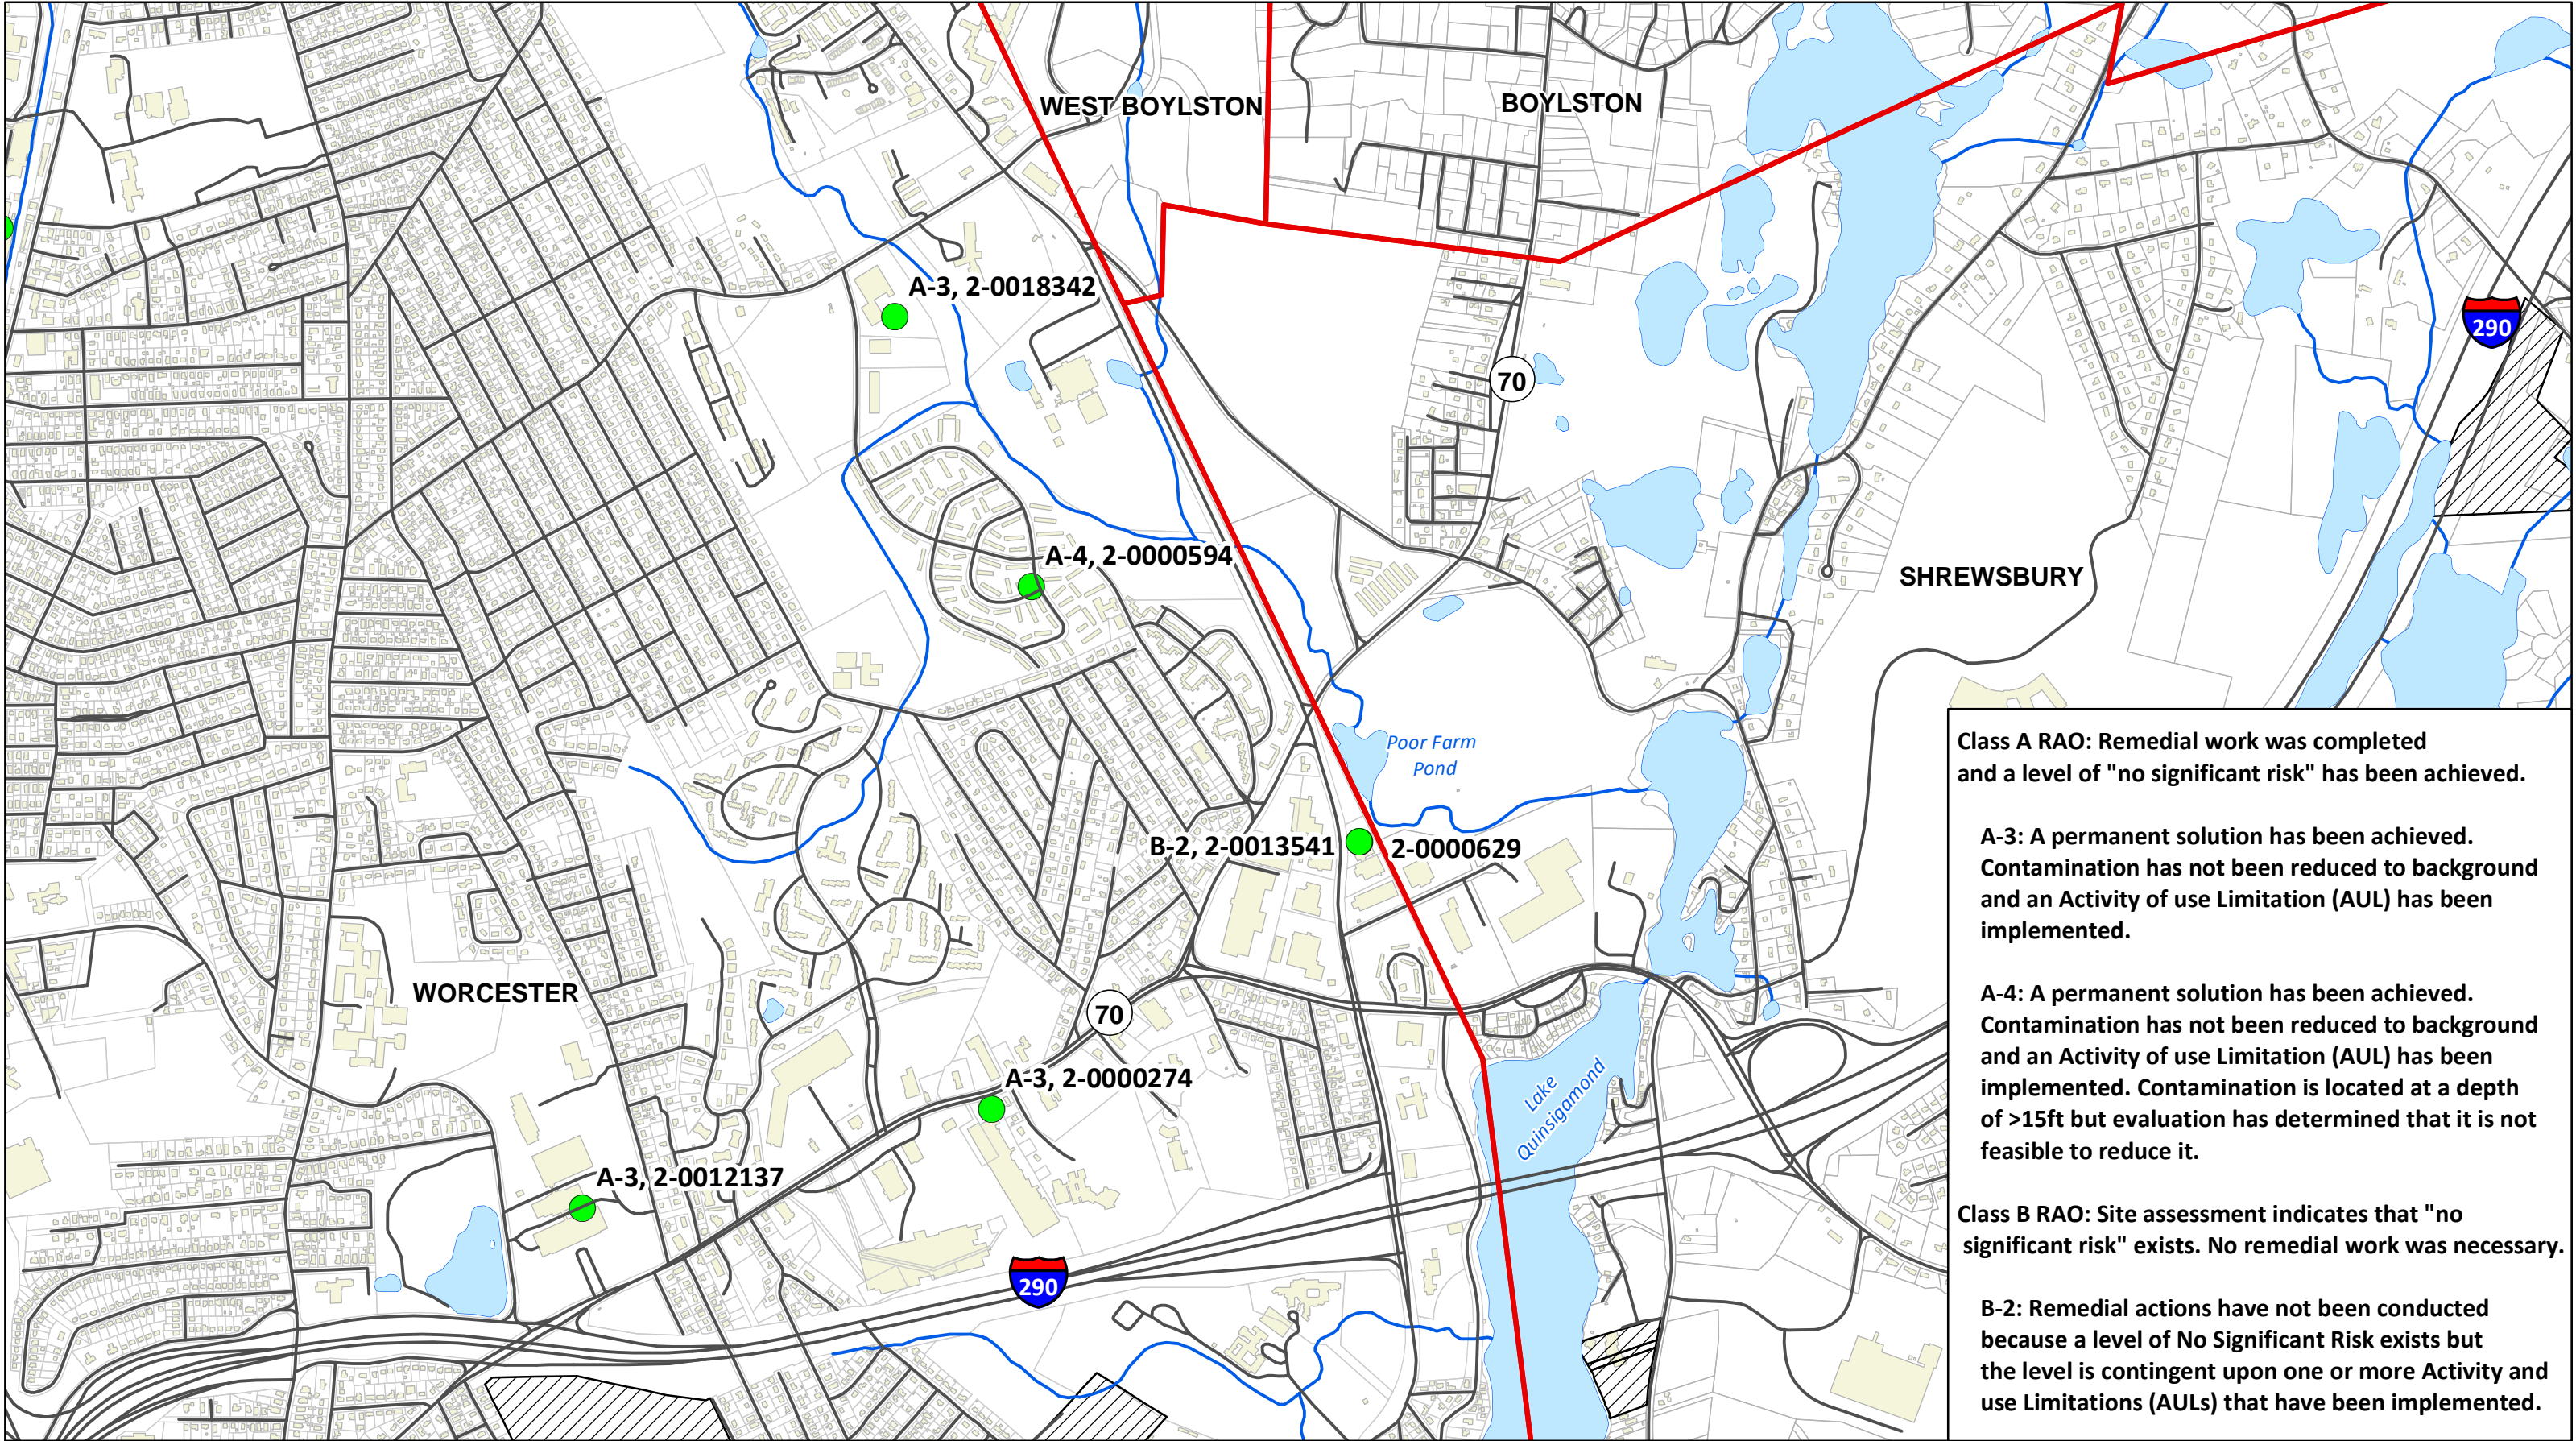 WEST BOYLSTON
BOYLSTON
A-3, 2-0018342
290
70
A-4, 2-0000594
SHREWSBURY
Poor Farm
Pond
B-2, 2-0013541
2-0000629
WORCESTER
70
A-3, 2-0000274
Lake
Quinsigamond
A-3, 2-0012137
290
Class A RAO: Remedial work was completed
and a level of "no significant risk" has been achieved.
A-3: A permanent solution has been achieved.
Contamination has not been reduced to background
and an Activity of use Limitation (AUL) has been
implemented.
A-4: A permanent solution has been achieved.
Contamination has not been reduced to background
and an Activity of use Limitation (AUL) has been
implemented. Contamination is located at a depth
of >15ft but evaluation has determined that it is not
feasible to reduce it.
Class B RAO: Site assessment indicates that "no
significant risk" exists. No remedial work was necessary.
B-2: Remedial actions have not been conducted
because a level of No Significant Risk exists but
the level is contingent upon one or more Activity and
use Limitations (AULs) that have been implemented.